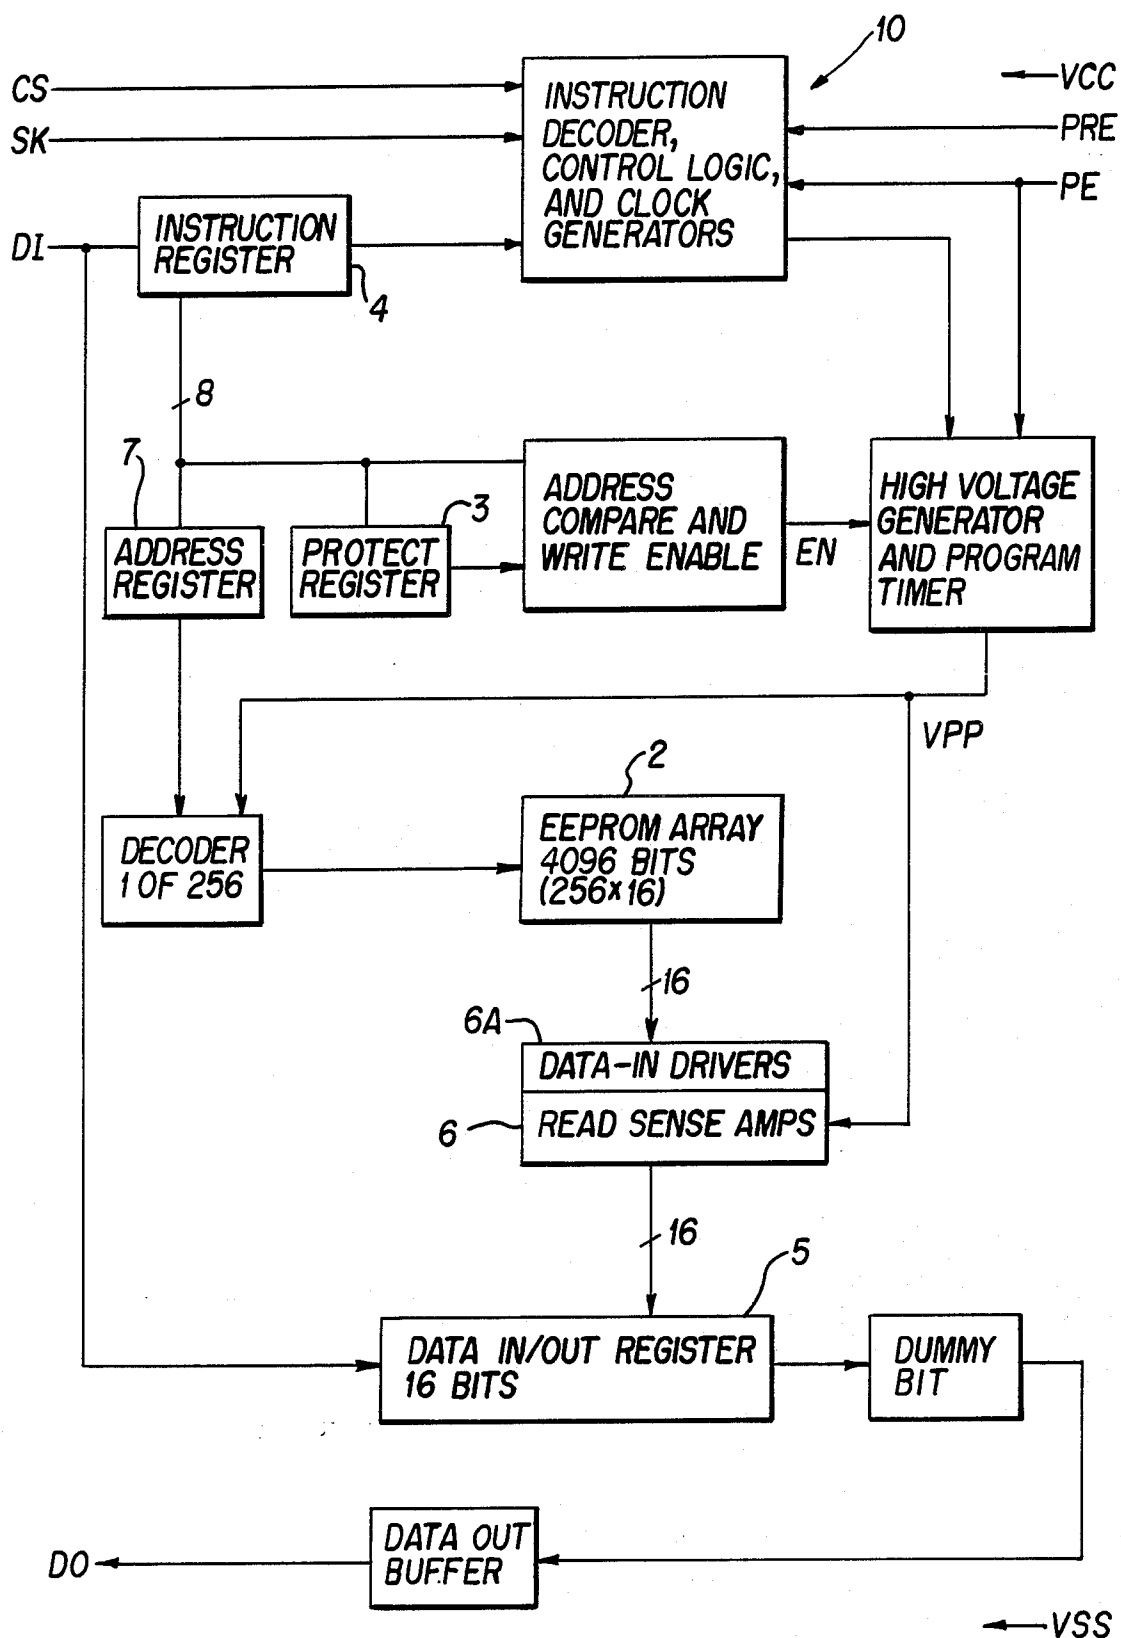 10
CS
VCC
SK
PRE
PE
DI
INSTRUCTION
DECODER,
CONTROL LOGIC,
AND CLOCK
GENERATORS
INSTRUCTION
REGISTER
4
8
7
3
ADDRESS
REGISTER
PROTECT
REGISTER
ADDRESS
COMPARE AND
WRITE ENABLE
EN
HIGH VOLTAGE
GENERATOR
AND PROGRAM
TIMER
VPP
2
DECODER
1 OF 256
EEPROM ARRAY
4096 BITS
(256×16)
16
6A
DATA-IN DRIVERS
6
READ SENSE AMPS
16
5
DATA IN/OUT REGISTER
16 BITS
DUMMY
BIT
DO
DATA OUT
BUFFER
VSS